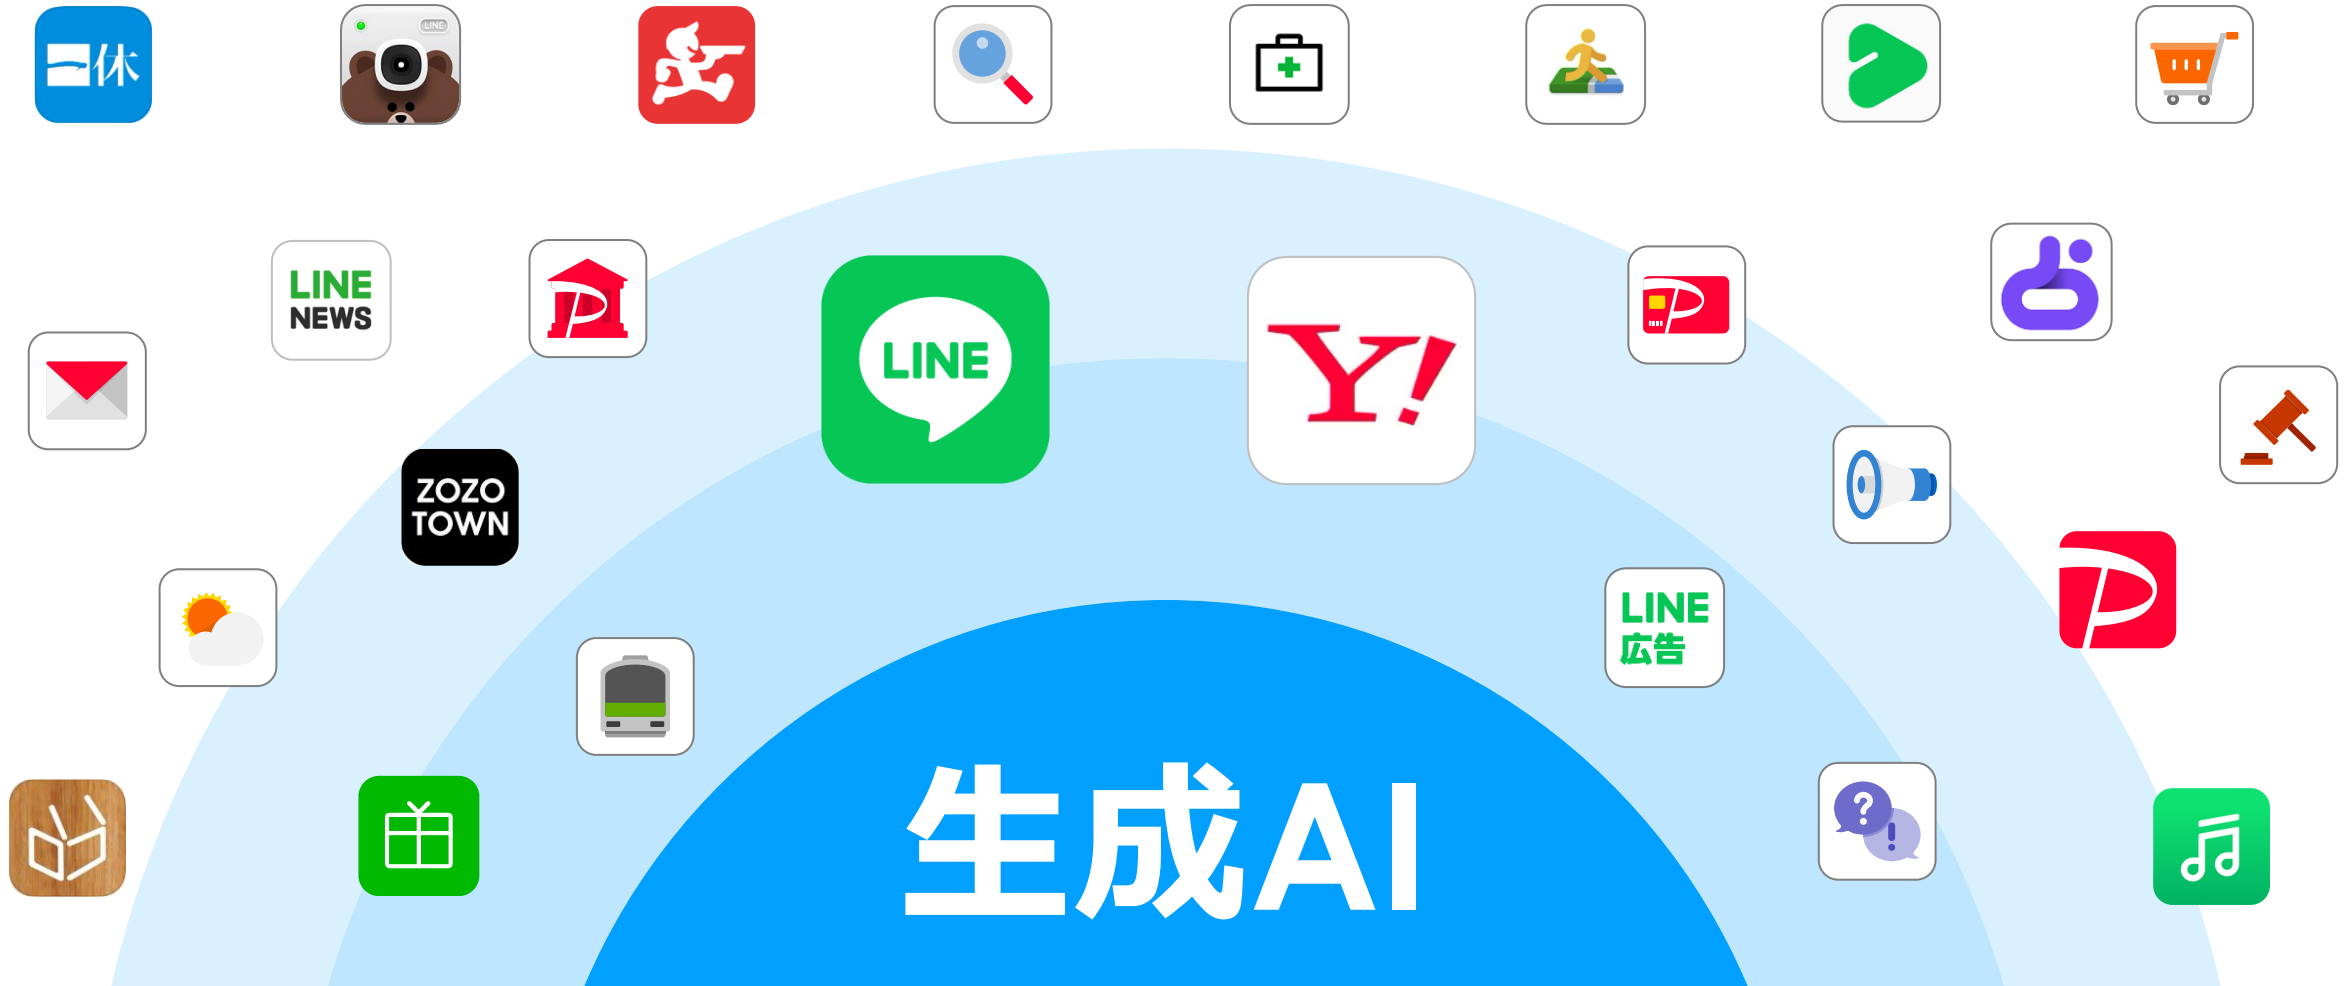 一休
LINE
LINE
NEWS
LINE
Y!
ZOZO
TOWN
LINE
広告
?
!
生成AI